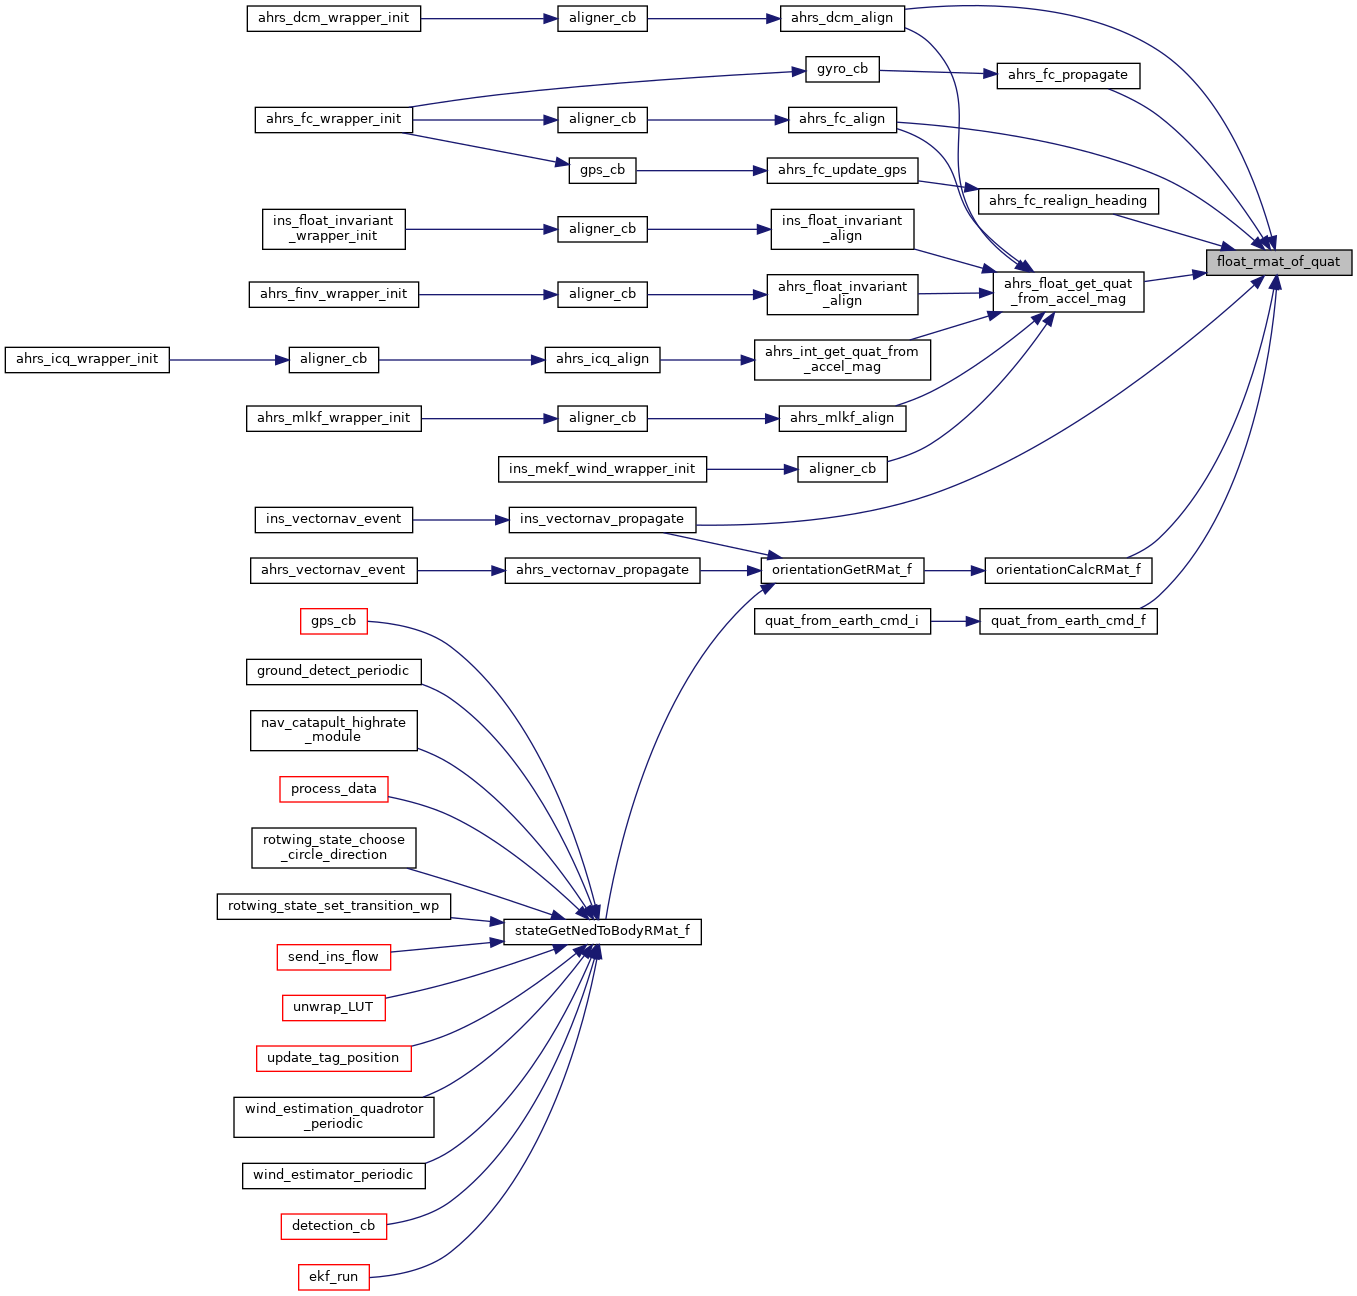 ahrs_dcm_wrapper_init
aligner_cb
ahrs_dcm_align
gyro_cb
ahrs_fc_propagate
ahrs_fc_wrapper_init
aligner_cb
ahrs_fc_align
gps_cb
ahrs_fc_update_gps
ahrs_fc_realign_heading
ins_float_invariant
_wrapper_init
aligner_cb
ins_float_invariant
_align
float_rmat_of_quat
ahrs_finv_wrapper_init
aligner_cb
ahrs_float_invariant
_align
ahrs_float_get_quat
_from_accel_mag
ahrs_icq_wrapper_init
aligner_cb
ahrs_icq_align
ahrs_int_get_quat_from
_accel_mag
ahrs_mlkf_wrapper_init
aligner_cb
ahrs_mlkf_align
ins_mekf_wind_wrapper_init
aligner_cb
ins_vectornav_event
ins_vectornav_propagate
ahrs_vectornav_event
ahrs_vectornav_propagate
orientationGetRMat_f
orientationCalcRMat_f
gps_cb
quat_from_earth_cmd_i
quat_from_earth_cmd_f
ground_detect_periodic
nav_catapult_highrate
_module
process_data
rotwing_state_choose
_circle_direction
rotwing_state_set_transition_wp
stateGetNedToBodyRMat_f
send_ins_flow
unwrap_LUT
update_tag_position
wind_estimation_quadrotor
_periodic
wind_estimator_periodic
detection_cb
ekf_run